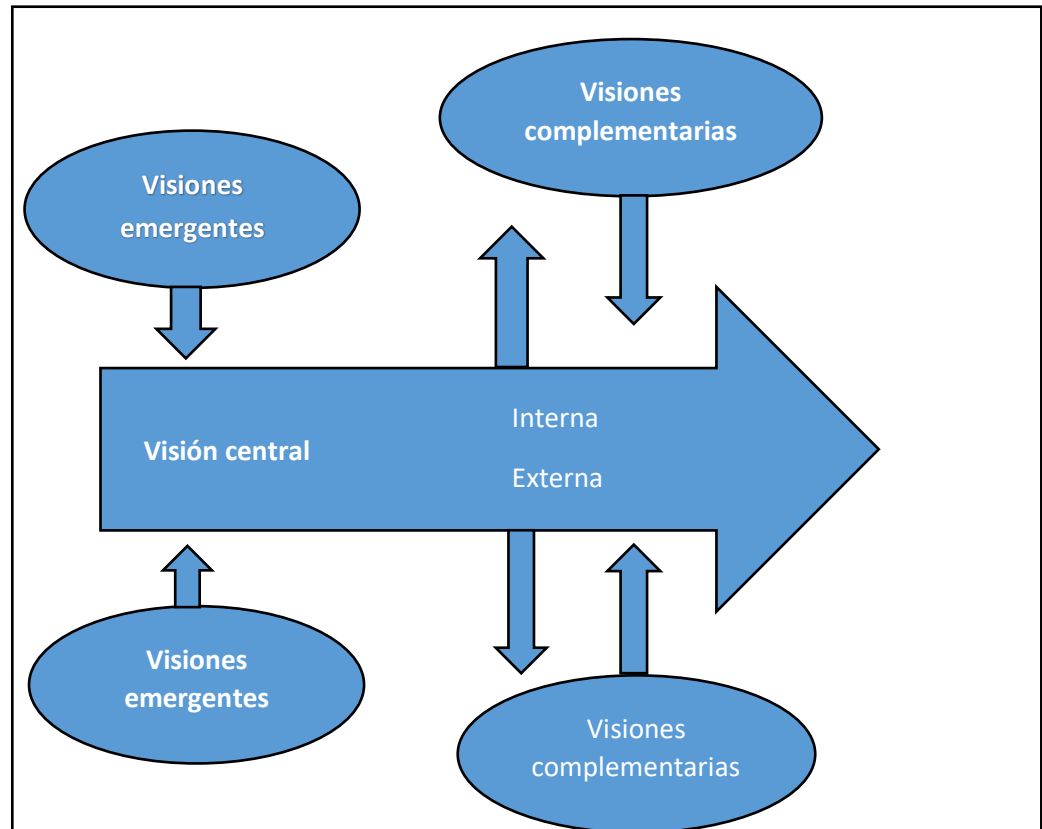 Visiones
complementarias
Visiones
emergentes
Visión central
Interna
Externa
Visiones
emergentes
Visiones
complementarias